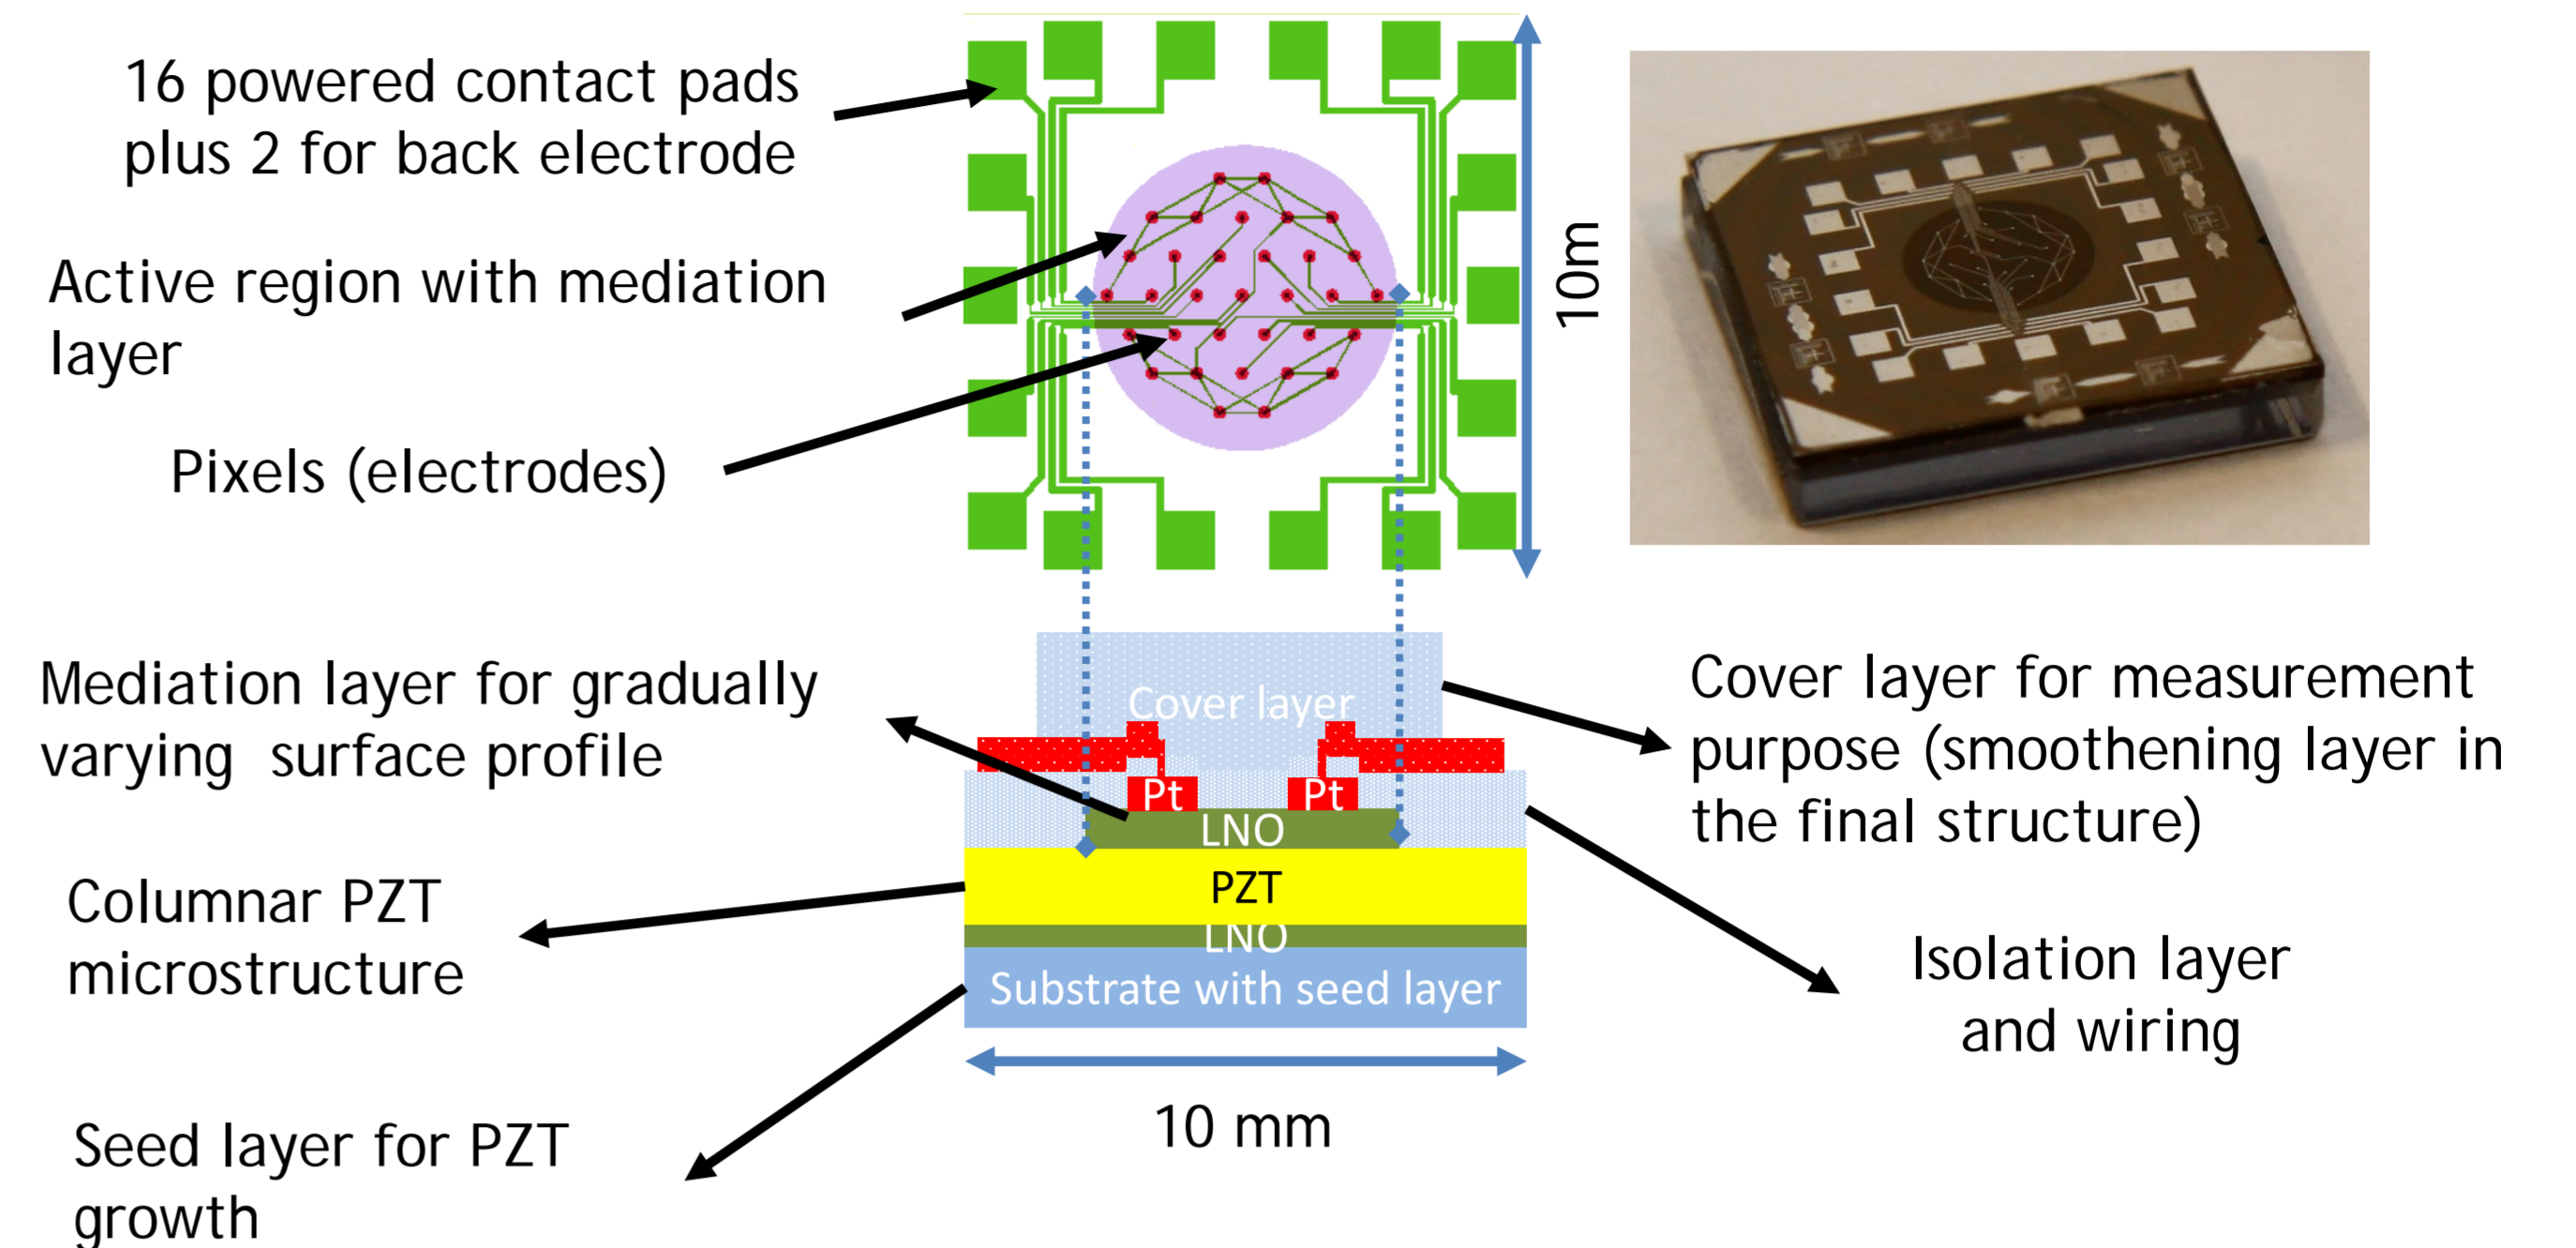 16 powered contact pads
plus 2 for back electrode
Active region with mediation
layer
Pixels (electrodes)
10m
Mediation layer for gradually
varying surface profile
Columnar PZT
microstructure
Seed layer for PZT
growth
Cover layer
Pt
Pt
LNO
PZT
LNO
Substrate with seed layer
10 mm
Cover layer for measurement
purpose (smoothening layer in
the final structure)
Isolation layer
and wiring